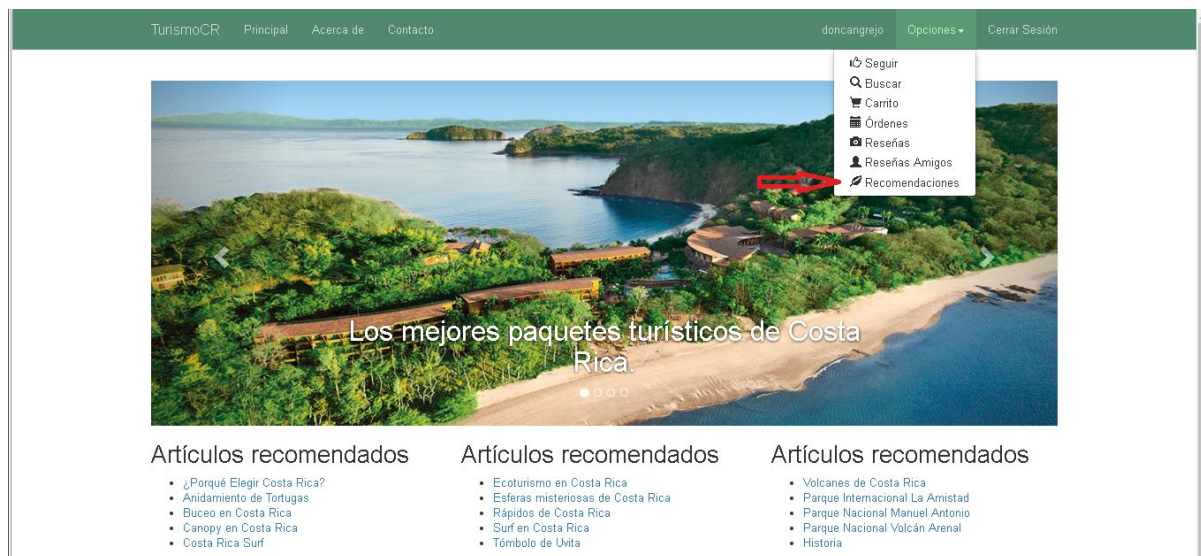 TurismoCR Principal Acerca de Contacto doncangrejo Opciones Cerrar Sesión
Seguir
Buscar
Carrito
Órdenes
Reseñas
Reseñas Amigos
Recomendaciones
Los mejores paquetes turísticos de Costa
Rica.
Artículos recomendados
¿Porqué Elegir Costa Rica?
Anidamiento de Tortugas
Buceo en Costa Rica
Canopy en Costa Rica
Costa Rica Surf
Artículos recomendados
Ecoturismo en Costa Rica
Esferas misteriosas de Costa Rica
Rápidos de Costa Rica
Surf en Costa Rica
Tómbolo de Uvita
Artículos recomendados
Volcanes de Costa Rica
Parque Internacional La Amistad
Parque Nacional Manuel Antonio
Parque Nacional Volcán Arenal
Historia